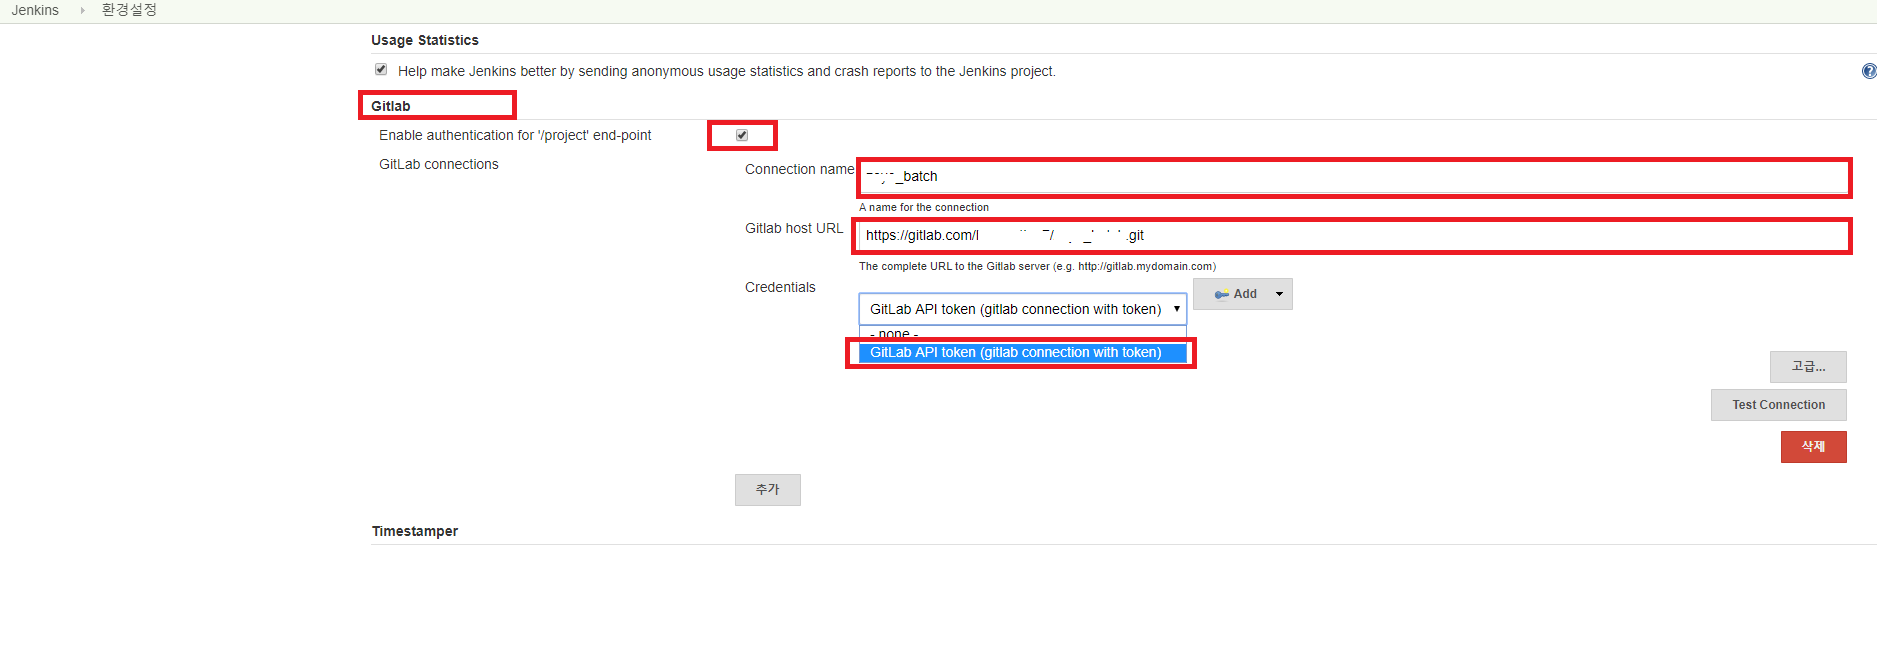 Jenkins 환경설정
Usage Statistics
Help make Jenkins better by sending anonymous usage statistics and crash reports to the Jenkins project.
Gitlab
Enable authentication for '/project' end-point
GitLab connections
Connection name
_batch
A name for the connection
Gitlab host URL
https://gitlab.com/ .git
The complete URL to the Gitlab server (e.g. http://gitlab.mydomain.com)
Credentials
GitLab API token (gitlab connection with token)
Add
- none -
GitLab API token (gitlab connection with token)
고급...
Test Connection
삭제
추가
Timestamper